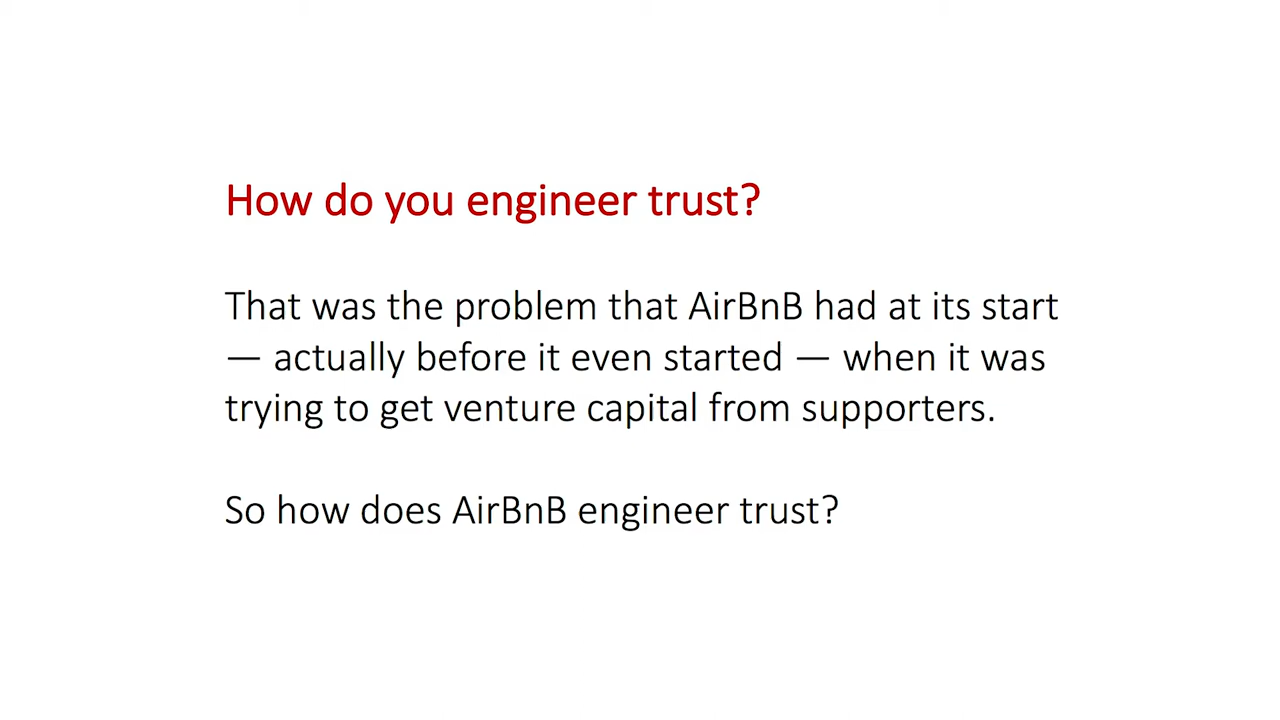 How do you engineer trust?
That was the problem that AirBnB had at its start
— actually before it even started — when it was
trying to get venture capital from supporters.
So how does AirBnB engineer trust?